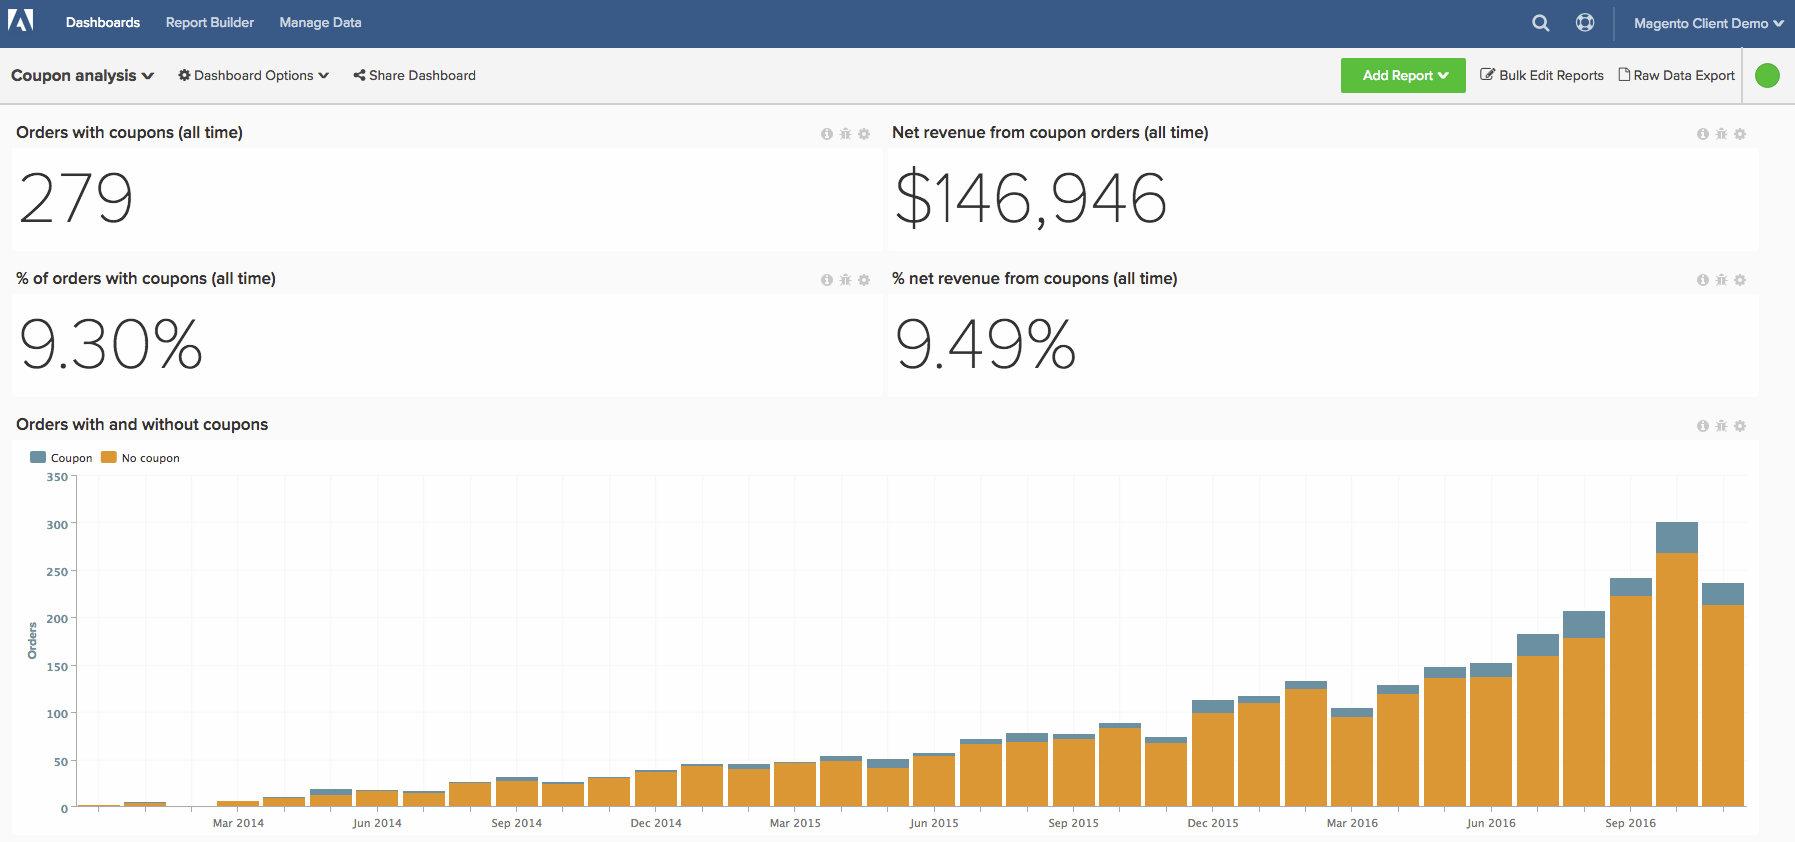 Dashboards Report Builder Manage Data Magento Client Demo
Coupon analysis Dashboard Options Share Dashboard Add Report Bulk Edit Reports Raw Data Export
Orders with coupons (all time)
279
Net revenue from coupon orders (all time)
$146,946
% of orders with coupons (all time)
9.30%
% net revenue from coupons (all time)
9.49%
Orders with and without coupons
Coupon No coupon
350
300
250
200
150
100
50
0
Orders
Mar 2014 Jun 2014 Sep 2014 Dec 2014 Mar 2015 Jun 2015 Sep 2015 Dec 2015 Mar 2016 Jun 2016 Sep 2016